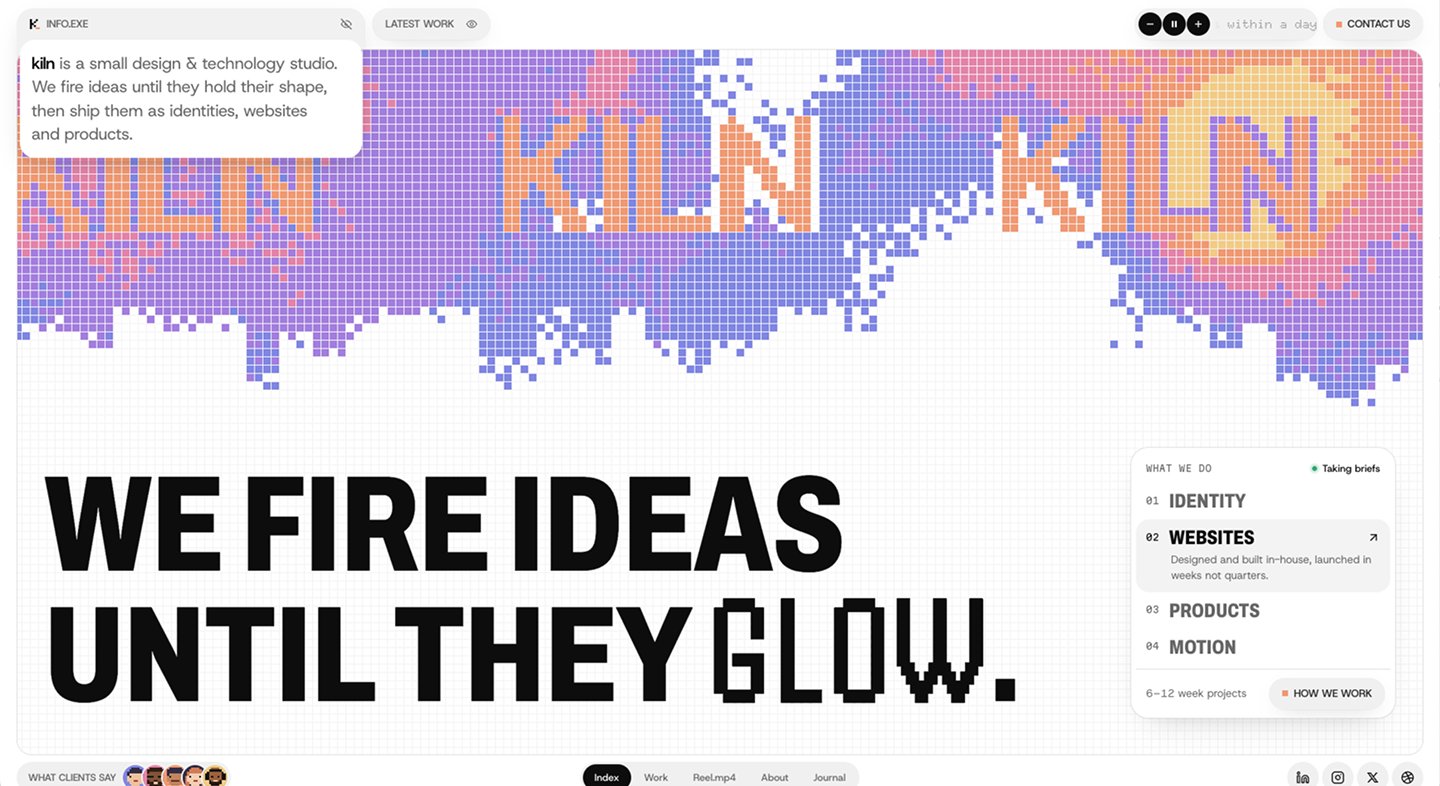 INFO.EXE
LATEST WORK
within a day
CONTACT US
kiln is a small design & technology studio.
We fire ideas until they hold their shape,
then ship them as identities, websites
and products.
KILN KILN KILN
WE FIRE IDEAS
UNTIL THEY GLOW.
WHAT WE DO
Taking briefs
01 IDENTITY
02 WEBSITES
Designed and built in-house, launched in
weeks not quarters.
03 PRODUCTS
04 MOTION
6–12 week projects
HOW WE WORK
WHAT CLIENTS SAY
Index
Work
Reel.mp4
About
Journal